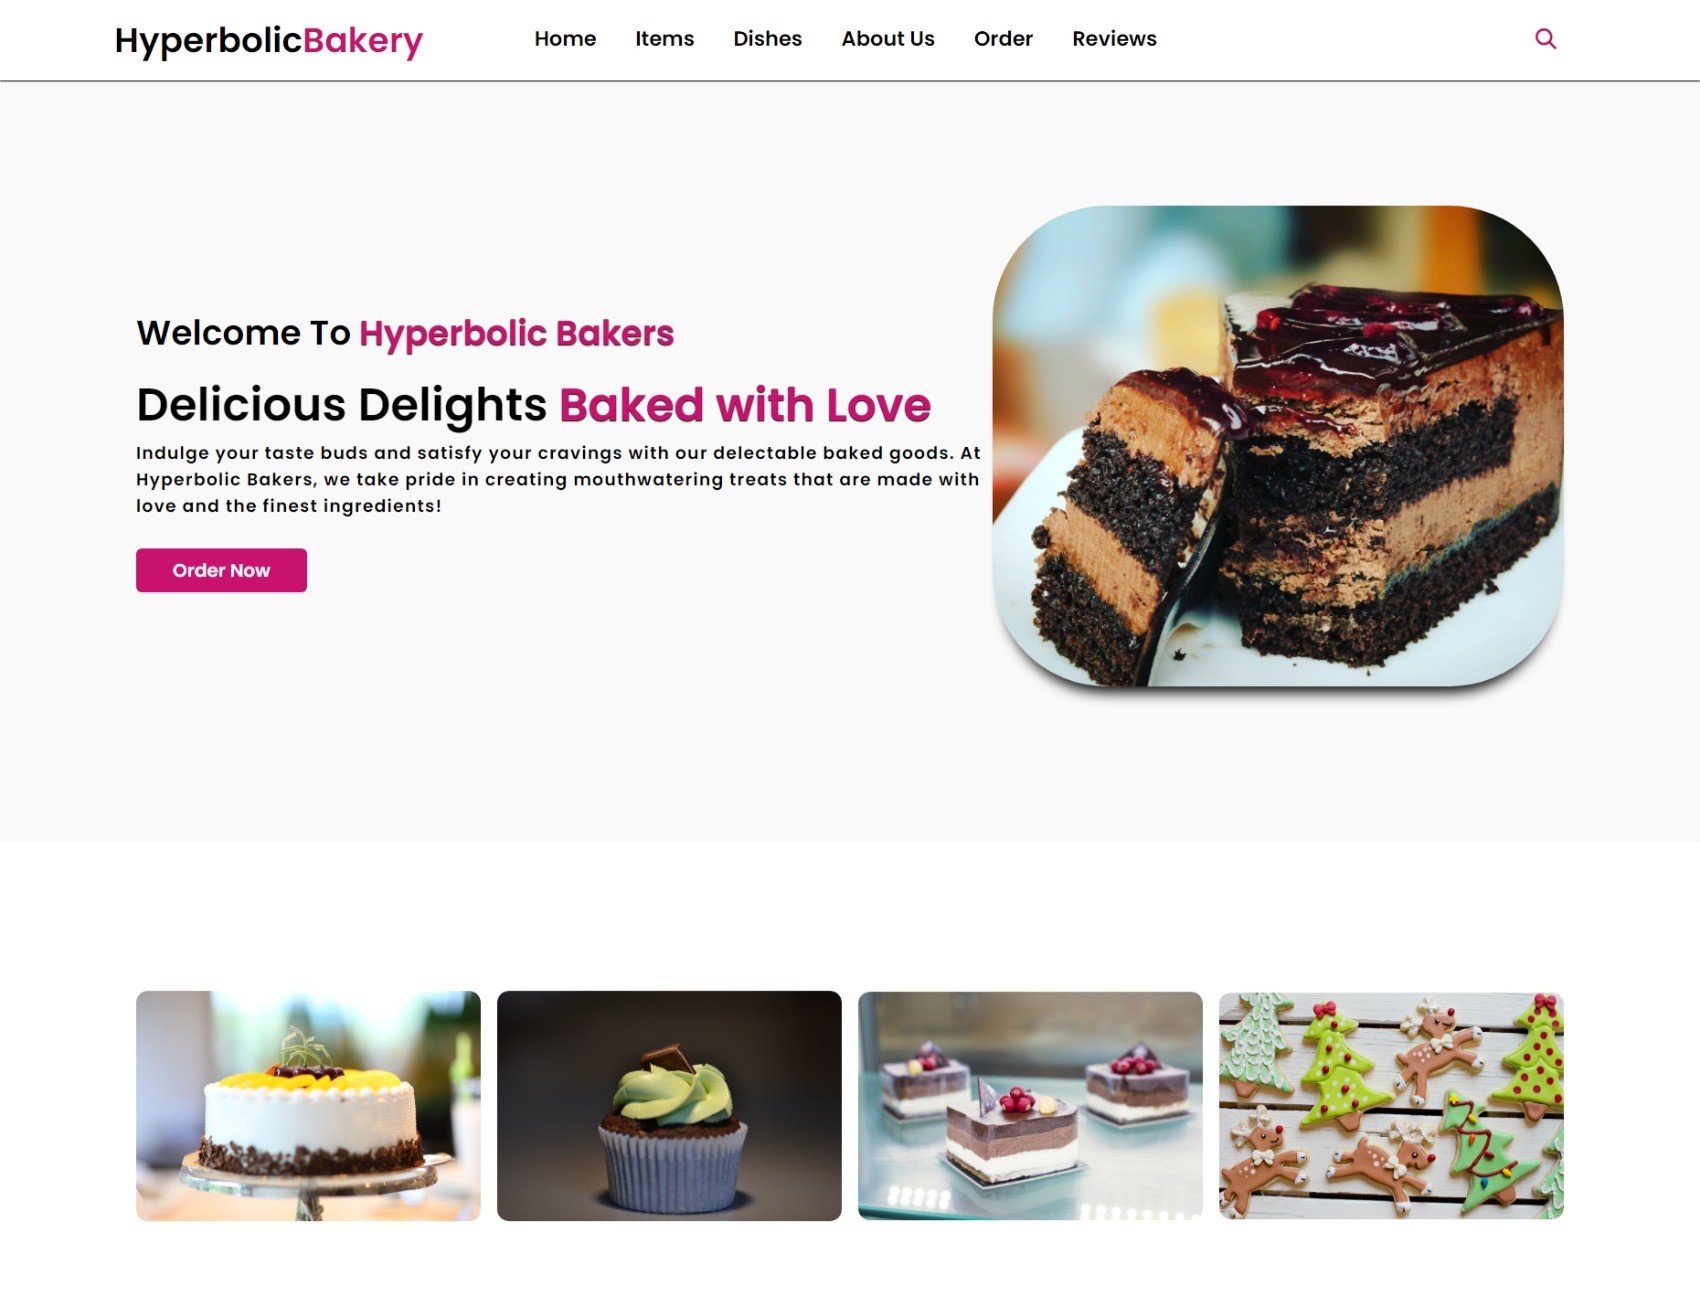 HyperbolicBakery
Home Items Dishes About Us Order Reviews
Welcome To Hyperbolic Bakers
Delicious Delights Baked with Love
Indulge your taste buds and satisfy your cravings with our delectable baked goods. At
Hyperbolic Bakers, we take pride in creating mouthwatering treats that are made with
love and the finest ingredients!
Order Now